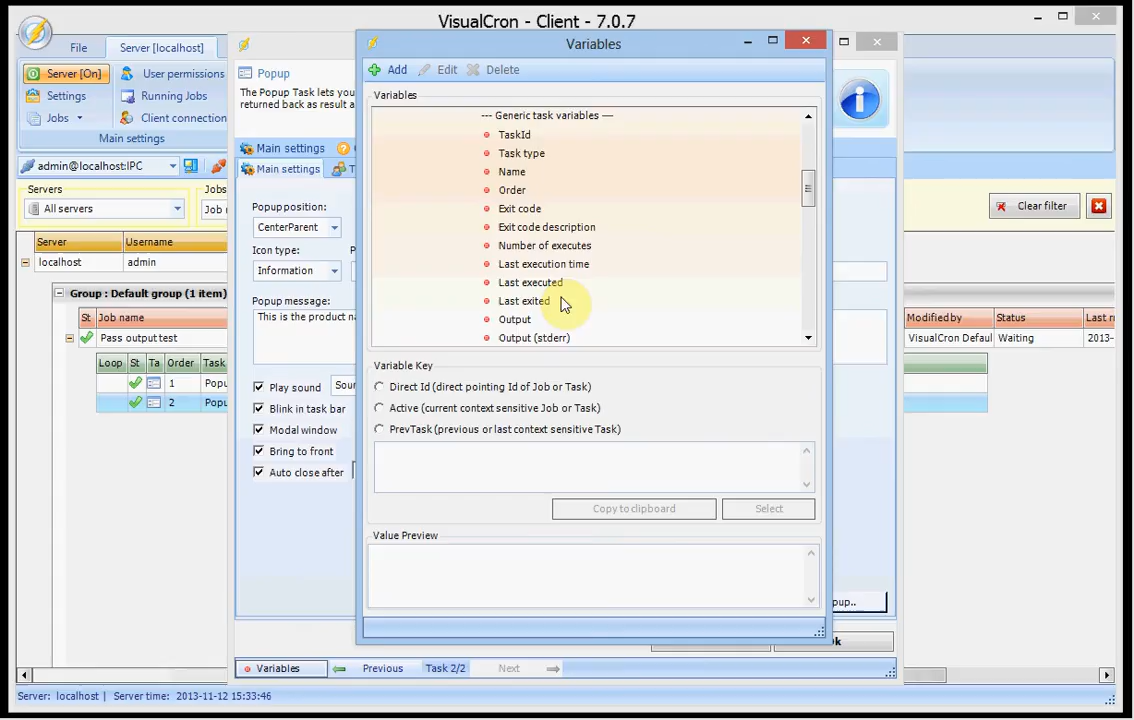 VisualCron - Client - 7.0.7
File
Server [localhost]
Server [On]
User permissions
Settings
Running Jobs
Jobs
Client connection
Main settings
admin@localhost:IPC
Servers
Jobs
All servers
Clear filter
Server
Username
localhost
admin
Group : Default group (1 item)
St
Job name
Pass output test
Loop
St
Ta
Order
Task
1
Popu
2
Popu
Modified by
Status
VisualCron Defaul
Waiting
2013-
Popup
The Popup Task lets you
returned back as result a
Main settings
Main settings
Popup position:
CenterParent
Icon type:
Information
Popup message:
This is the product na
Play sound
Blink in task bar
Modal window
Bring to front
Auto close after
Variables
Previous
Task 2/2
Next
Variables
Add
Edit
Delete
Variables
--- Generic task variables ---
TaskId
Task type
Name
Order
Exit code
Exit code description
Number of executes
Last execution time
Last executed
Last exited
Output
Output (stderr)
Variable Key
Direct Id (direct pointing Id of Job or Task)
Active (current context sensitive Job or Task)
PrevTask (previous or last context sensitive Task)
Copy to clipboard
Select
Value Preview
Server: localhost
Server time: 2013-11-12 15:33:46